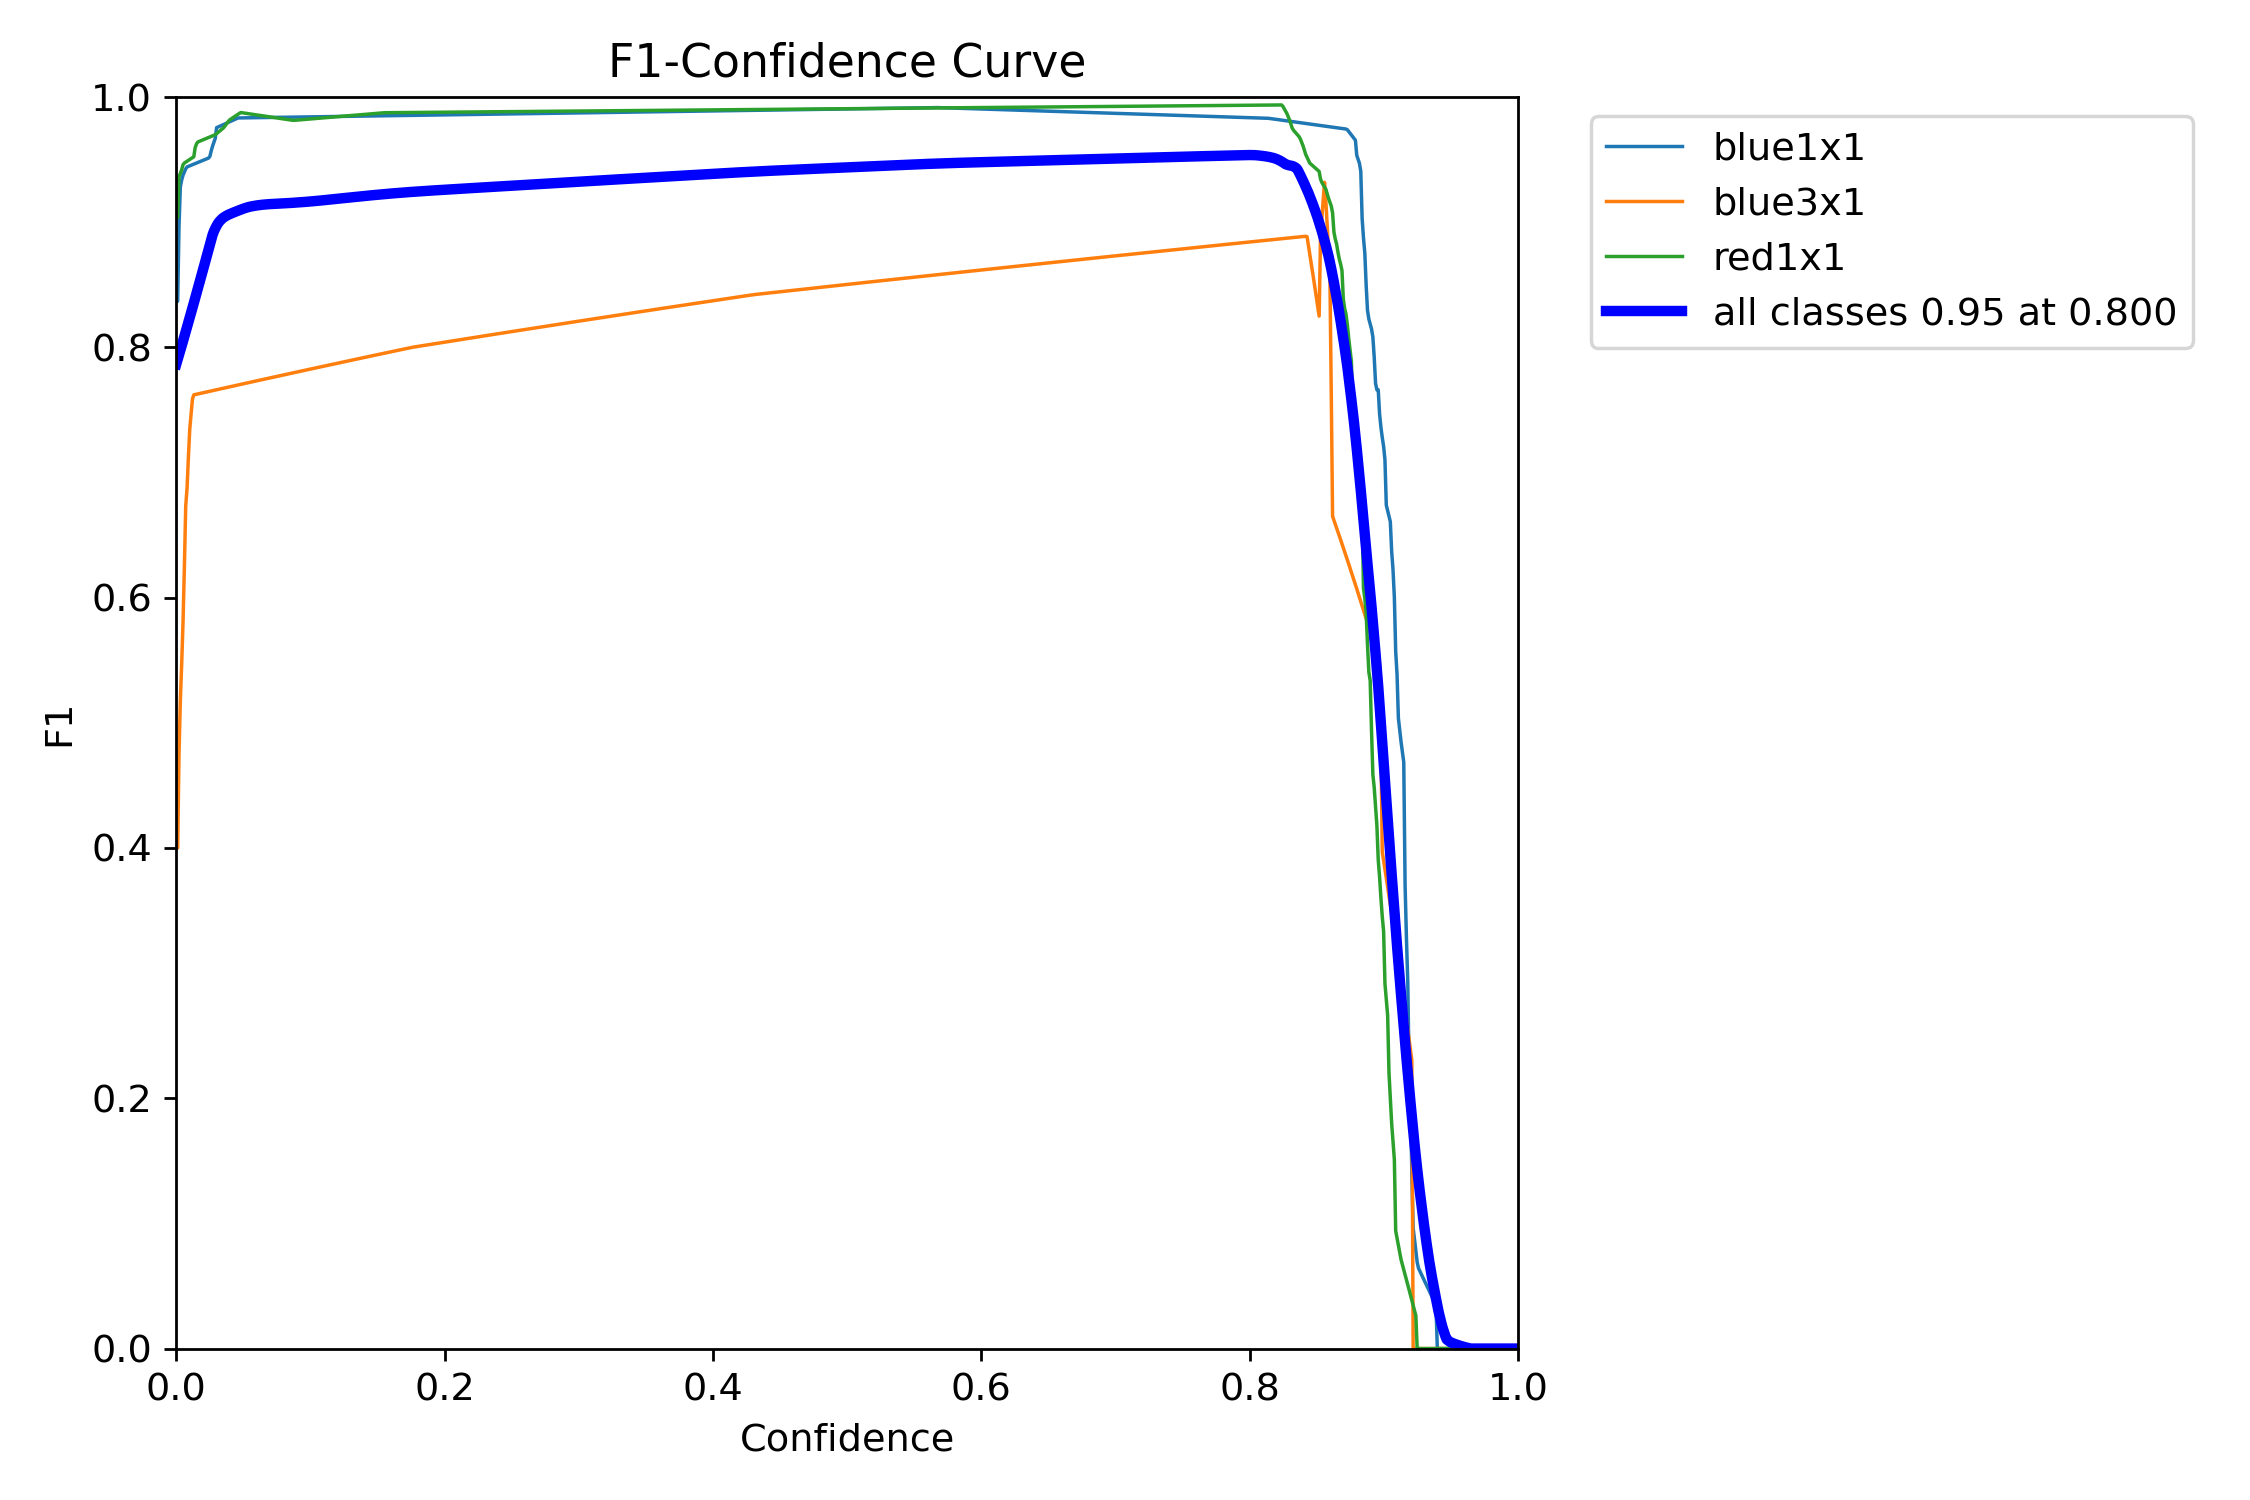 F1-Confidence Curve
1.0
0.8
0.6
0.4
0.2
0.0
F1
0.0 0.2 0.4 0.6 0.8 1.0
Confidence
blue1x1
blue3x1
red1x1
all classes 0.95 at 0.800